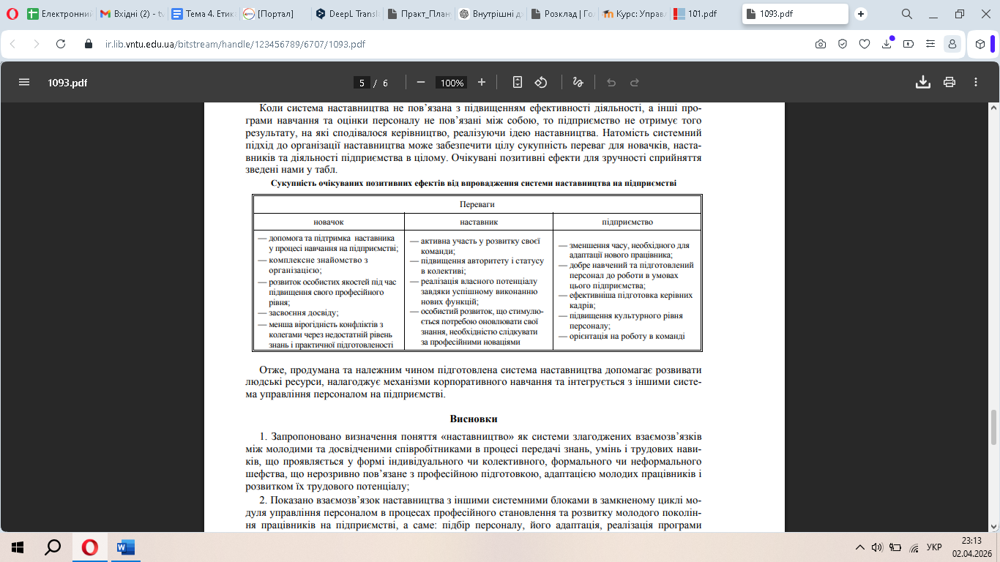 Електронний
Вхідні (2) - tv
Тема 4. Етик
[Портал]
DeepL Transl
Практ_План
Внутрішні д
Розклад | Го
Курс: Управл
101.pdf
1093.pdf
ir.lib.vntu.edu.ua/bitstream/handle/123456789/6707/1093.pdf
1093.pdf
5 / 6
100%
Коли система наставництва не пов’язана з підвищенням ефективності діяльності, а інші про-
грами навчання та оцінки персоналу не пов’язані між собою, то підприємство не отримує того
результату, на які сподівалося керівництво, реалізуючи ідею наставництва. Натомість системний
підхід до організації наставництва може забезпечити цілу сукупність переваг для новачків, наста-
вників та діяльності підприємства в цілому. Очікувані позитивні ефекти для зручності сприйняття
зведені нами у табл.
Сукупність очікуваних позитивних ефектів від впровадження системи наставництва на підприємстві
Переваги
новачок
наставник
підприємство
— допомога та підтримка наставника
у процесі навчання на підприємстві;
— комплексне знайомство з
організацією;
— розвиток особистих якостей під час
підвищення свого професійного
рівня;
— засвоєння досвіду;
— менша вірогідність конфліктів з
колегами через недостатній рівень
знань і практичної підготовленості
— активна участь у розвитку своєї
команди;
— підвищення авторитету і статусу
в колективі;
— реалізація власного потенціалу
завдяки успішному виконанню
нових функцій;
— особистий розвиток, що стимулю-
ється потребою оновлювати свої
знання, необхідністю слідкувати
за професійними новаціями
— зменшення часу, необхідного для
адаптації нового працівника;
— добре навчений та підготовлений
персонал до роботи в умовах
цього підприємства;
— ефективніша підготовка керівних
кадрів;
— підвищення культурного рівня
персоналу;
— орієнтація на роботу в команді
Отже, продумана та належним чином підготовлена система наставництва допомагає розвивати
людські ресурси, налагоджує механізми корпоративного навчання та інтегрується з іншими систе-
ма управління персоналом на підприємстві.
Висновки
1. Запропоновано визначення поняття «наставництво» як системи злагоджених взаємозв’язків
між молодими та досвідченими співробітниками в процесі передачі знань, умінь і трудових нави-
ків, що проявляється у формі індивідуального чи колективного, формального чи неформального
шефства, що нерозривно пов’язане з професійною підготовкою, адаптацією молодих працівників і
розвитком їх трудового потенціалу;
2. Показано взаємозв’язок наставництва з іншими системними блоками в замкненому циклі мо-
дуля управління персоналом в процесах професійного становлення та розвитку молодого поколін-
ня працівників на підприємстві, а саме: підбір персоналу, його адаптація, реалізація програми
УКР
23:13
02.04.2026